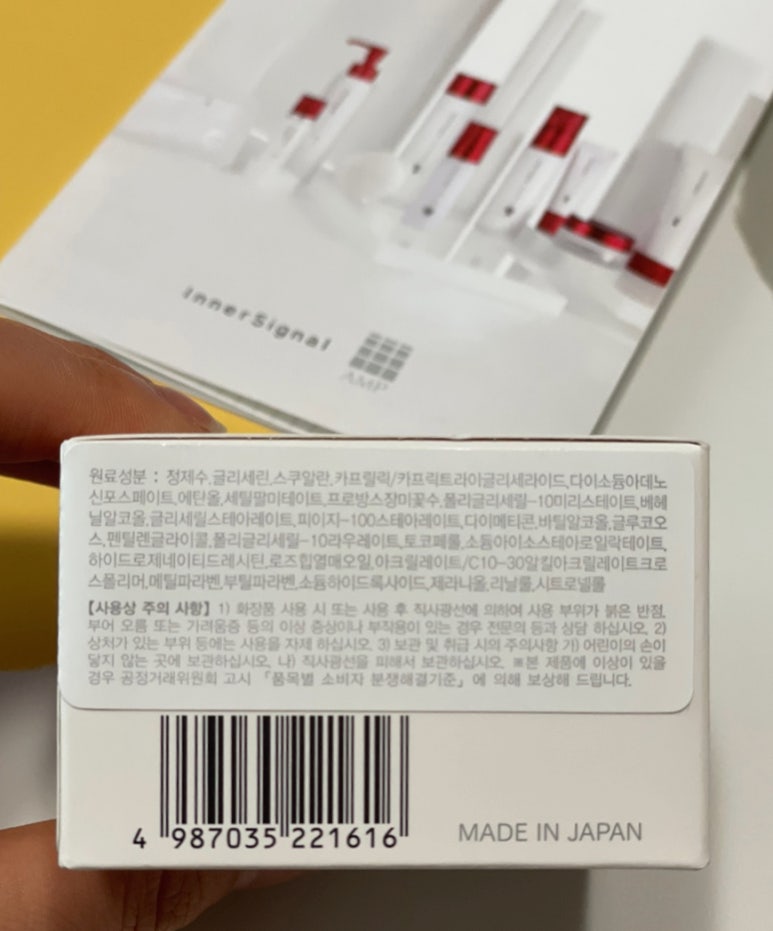 InnerSignal
AMP
원료성분 : 정제수,글리세린,스쿠알란,카프릴릭/카프릭트라이글리세라이드,다이소듐아데노
신포스페이트,에탄올,세틸팔미테이트,프로방스장미꽃수,폴리글리세릴-10미리스테이트,베헤
닐알코올,글리세릴스테아레이트,피이지-100스테아레이트,다이메티콘,바틸알코올,글루코오
스,펜틸렌글라이콜,폴리글리세릴-10라우레이트,토코페롤,소듐아이소스테아로일락테이트,
하이드로제네이티드레시틴,로즈힙열매오일,아크릴레이트/C10-30알킬아크릴레이트크로
스폴리머,메틸파라벤,부틸파라벤,소듐하이드록사이드,제라니올,리날룰,시트로넬롤
【사용상 주의 사항】 1) 화장품 사용 시 또는 사용 후 직사광선에 의하여 사용 부위가 붉은 반점,
부어 오름 또는 가려움증 등의 이상 증상이나 부작용이 있는 경우 전문의 등과 상담 하십시오. 2)
상처가 있는 부위 등에는 사용을 자제 하십시오. 3) 보관 및 취급 시의 주의사항 가) 어린이의 손이
닿지 않는 곳에 보관하십시오. 나) 직사광선을 피해서 보관하십시오. ※본 제품에 이상이 있을
경우 공정거래위원회 고시 「품목별 소비자 분쟁해결기준」에 의해 보상해 드립니다.
4 987035 221616
MADE IN JAPAN